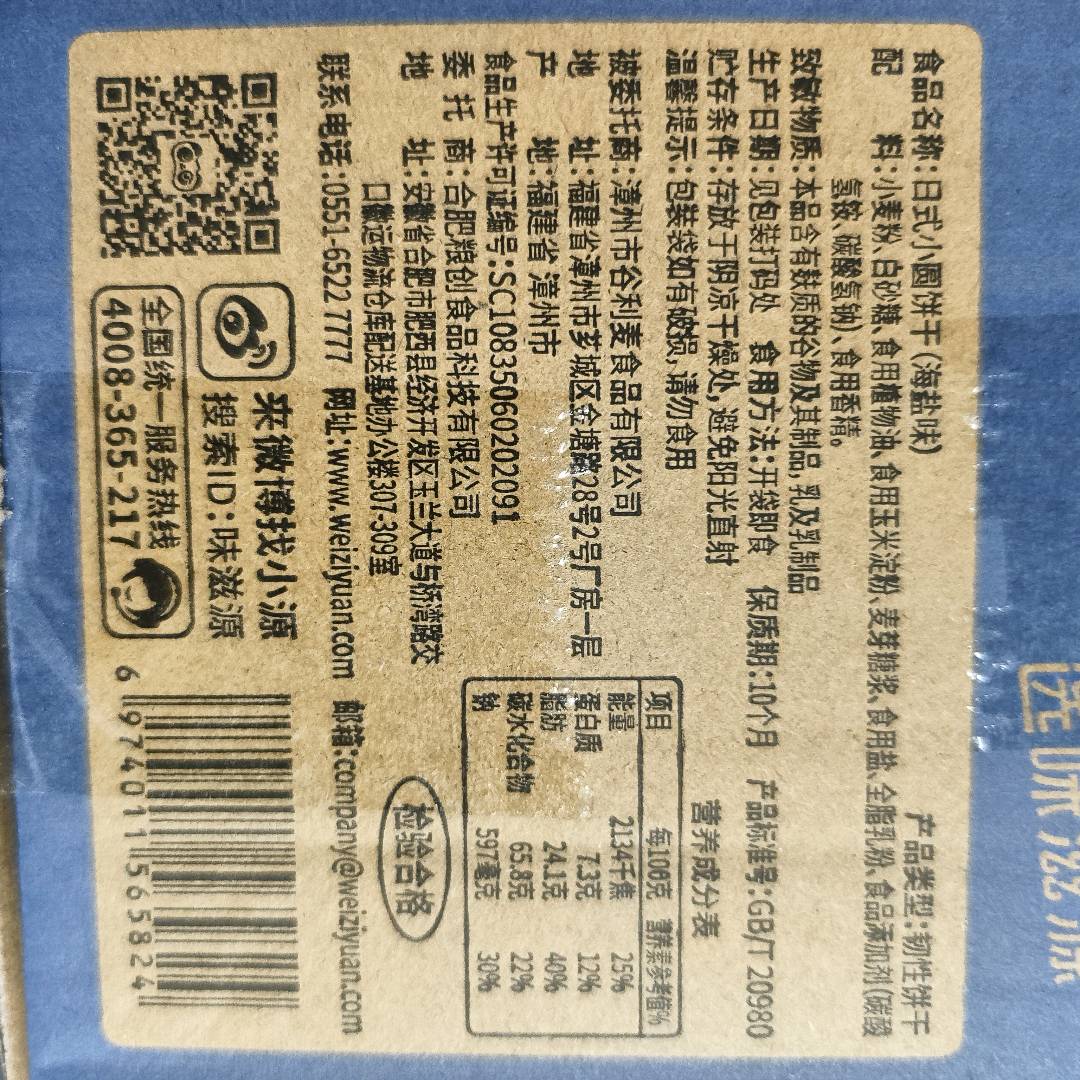 食品名称:日式小圆饼干(海盐味)
产品类型:韧性饼干
配 料:小麦粉、白砂糖、食用植物油、食用玉米淀粉、麦芽糖浆、食用盐、全脂乳粉、食品添加剂(碳酸
氢铵、碳酸氢钠)、食用香精。
致敏物质:本品含有麸质的谷物及其制品,乳及乳制品
生产日期:见包装打码处 食用方法:开袋即食 保质期:10个月 产品标准号:GB/T 20980
贮存条件:存放于阴凉干燥处,避免阳光直射
温馨提示:包装袋如有破损,请勿食用
被委托商:漳州市谷利麦食品有限公司
地 址:福建省漳州市芗城区金塘路28号2号厂房一层
产 地:福建省 漳州市
食品生产许可证编号:SC10835060202091
委 托 商:合肥粮创食品科技有限公司
地 址:安徽省合肥市肥西县经济开发区玉兰大道与桥湾路交
口徽运物流仓库配送基地办公楼307-309室
联系电话:0551-6522 7777 网址:www.weiziyuan.com 邮箱:company@weiziyuan.com
营养成分表
项目 每100克 营养素参考值%
能量 2134千焦 25%
蛋白质 7.3克 12%
脂肪 24.1克 40%
碳水化合物 65.8克 22%
钠 597毫克 30%
检验合格
来微博找小源
搜索ID:味滋源
全国统一服务热线
4008-365-217
6 974011 565824
味滋源